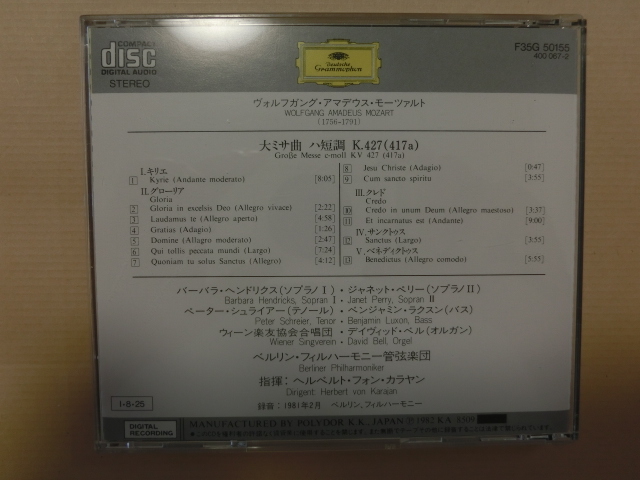 COMPACT
disc
DIGITAL AUDIO
STEREO
Deutsche
Grammophon
F35G 50155
400 067-2
ヴォルフガング・アマデウス・モーツァルト
WOLFGANG AMADEUS MOZART
(1756-1791)
大ミサ曲 ハ短調 K.427(417a)
Große Messe c-moll KV 427 (417a)
I.キリエ
1 Kyrie (Andante moderato) [8:05]
II.グローリア
Gloria
2 Gloria in excelsis Deo (Allegro vivace) [2:22]
3 Laudamus te (Allegro aperto) [4:58]
4 Gratias (Adagio) [1:26]
5 Domine (Allagro moderato) [2:47]
6 Qui tollis peccata mundi (Largo) [7:24]
7 Quoniam tu solus Sanctus (Allegro) [4:12]
8 Jesu Christe (Adagio) [0:47]
9 Cum sancto spiritu [3:55]
III.クレド
Credo
10 Credo in unum Deum (Allegro maestoso) [3:37]
11 Et incarnatus est (Andante) [9:00]
IV.サンクトゥス
12 Sanctus (Largo) [3:55]
V.ベネディクトゥス
13 Benedictus (Allegro comodo) [5:55]
バーバラ・ヘンドリクス(ソプラノI)・ジャネット・ペリー(ソプラノII)
Barbara Hendricks, Sopran I・Janet Perry, Sopran II
ペーター・シュライアー(テノール)・ベンジャミン・ラクスン(バス)
Peter Schreier, Tenor・Benjamin Luxon, Bass
ウィーン楽友協会合唱団・デイヴィッド・ベル(オルガン)
Wiener Singverein・David Bell, Orgel
ベルリン・フィルハーモニー管弦楽団
Berliner Philharmoniker
指揮:ヘルベルト・フォン・カラヤン
Dirigent: Herbert von Karajan
録音:1981年2月 ベルリン、フィルハーモニー
I-8-25
DIGITAL
RECORDING
MANUFACTURED BY POLYDOR K.K., JAPAN Ⓟ 1982 KA 8509